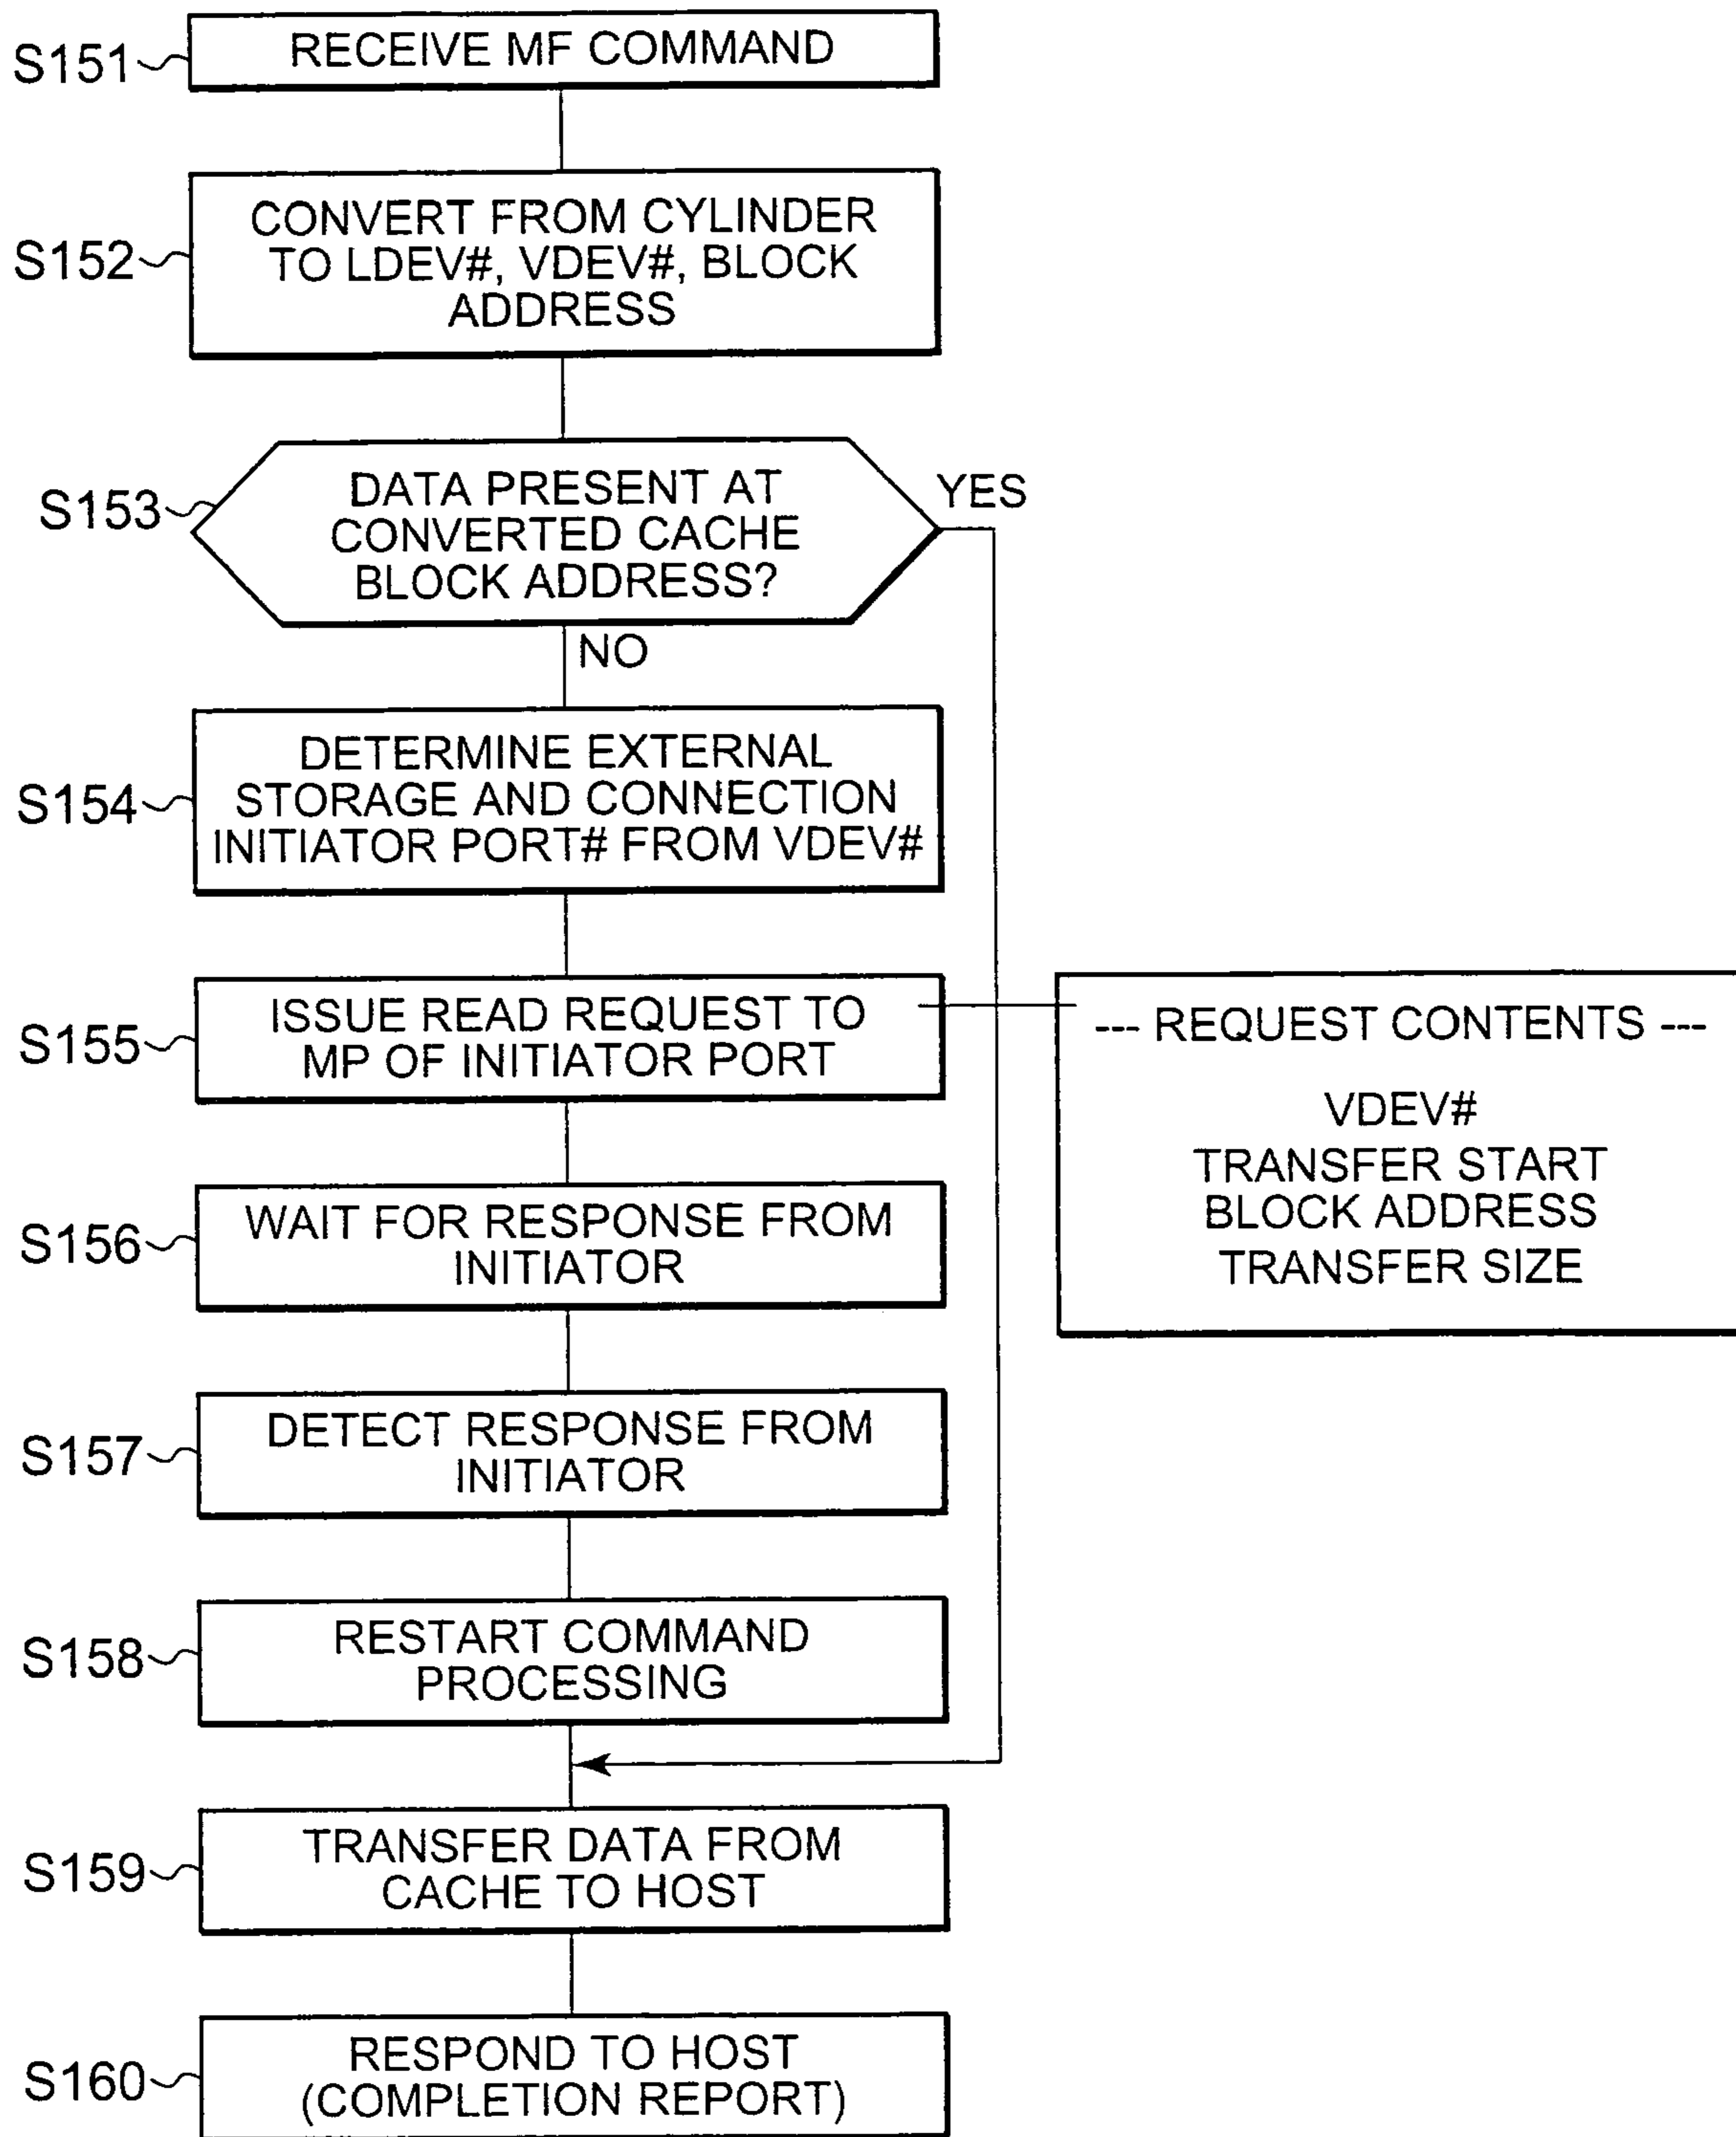 S151
RECEIVE MF COMMAND
S152
CONVERT FROM CYLINDER
TO LDEV#, VDEV#, BLOCK
ADDRESS
S153
DATA PRESENT AT
CONVERTED CACHE
BLOCK ADDRESS?
YES
NO
S154
DETERMINE EXTERNAL
STORAGE AND CONNECTION
INITIATOR PORT# FROM VDEV#
S155
ISSUE READ REQUEST TO
MP OF INITIATOR PORT
--- REQUEST CONTENTS ---
VDEV#
TRANSFER START
BLOCK ADDRESS
TRANSFER SIZE
S156
WAIT FOR RESPONSE FROM
INITIATOR
S157
DETECT RESPONSE FROM
INITIATOR
S158
RESTART COMMAND
PROCESSING
S159
TRANSFER DATA FROM
CACHE TO HOST
S160
RESPOND TO HOST
(COMPLETION REPORT)